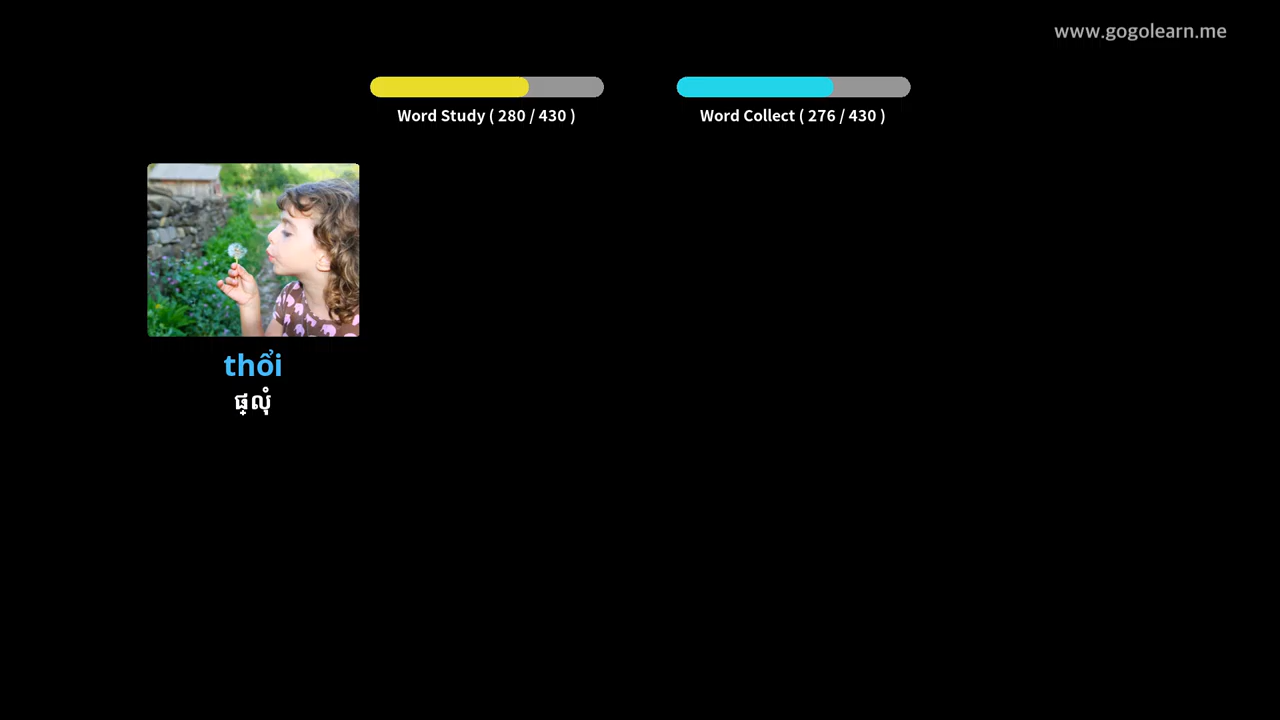 www.gogolearn.me
Word Study ( 280 / 430 )
Word Collect ( 276 / 430 )
thổi
ផ្លុំ